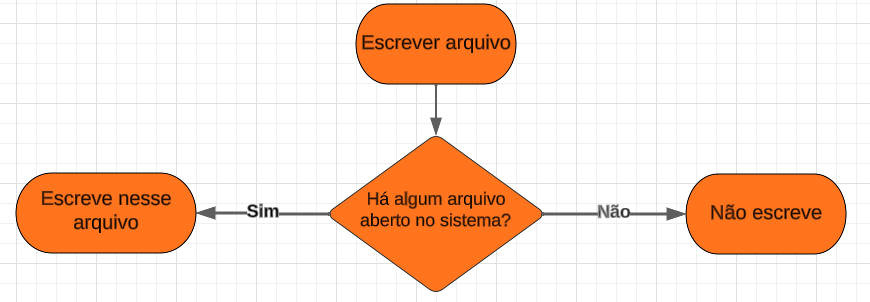 Escrever arquivo
Há algum arquivo
aberto no sistema?
Escreve nesse
arquivo
Sim
Não
Não escreve